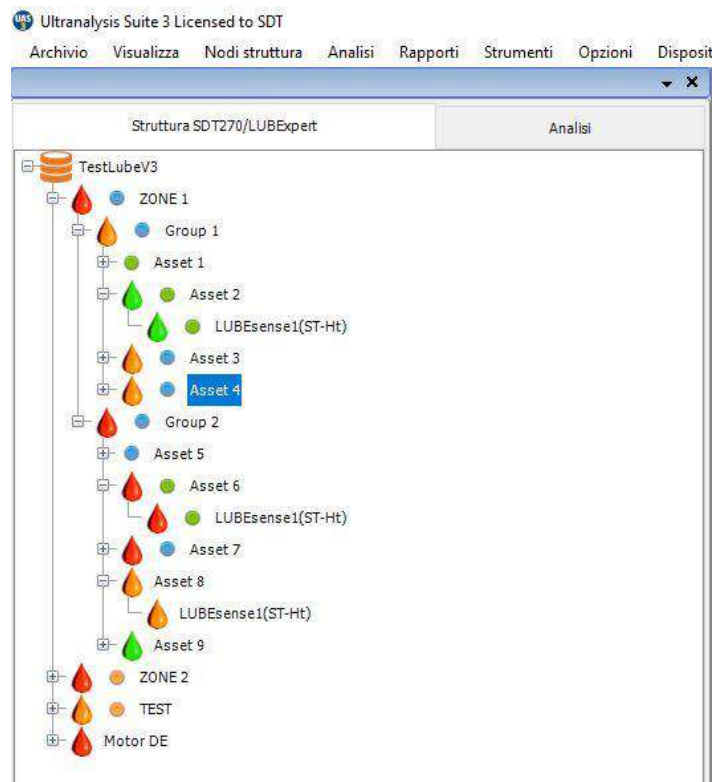 UAS Ultranalysis Suite 3 Licensed to SDT
Archivio Visualizza Nodi struttura Analisi Rapporti Strumenti Opzioni Disposit
Struttura SDT270/LUBExpert Analisi
TestLubeV3
ZONE 1
Group 1
Asset 1
Asset 2
LUBEsense1(ST-Ht)
Asset 3
Asset 4
Group 2
Asset 5
Asset 6
LUBEsense1(ST-Ht)
Asset 7
Asset 8
LUBEsense1(ST-Ht)
Asset 9
ZONE 2
TEST
Motor DE